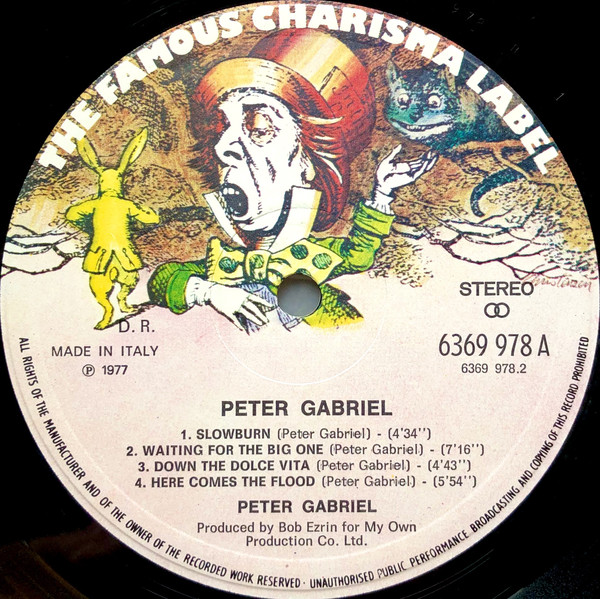 THE FAMOUS CHARISMA LABEL
STEREO
D. R.
MADE IN ITALY
℗ 1977
6369 978 A
6369 978.2
PETER GABRIEL
1. SLOWBURN (Peter Gabriel) - (4'34'')
2. WAITING FOR THE BIG ONE (Peter Gabriel) - (7'16'')
3. DOWN THE DOLCE VITA (Peter Gabriel) - (4'43'')
4. HERE COMES THE FLOOD (Peter Gabriel) - (5'54'')
PETER GABRIEL
Produced by Bob Ezrin for My Own
Production Co. Ltd.
ALL RIGHTS OF THE MANUFACTURER AND OF THE OWNER OF THE RECORDED WORK RESERVED · UNAUTHORISED PUBLIC PERFORMANCE BROADCASTING AND COPYING OF THIS RECORD PROHIBITED